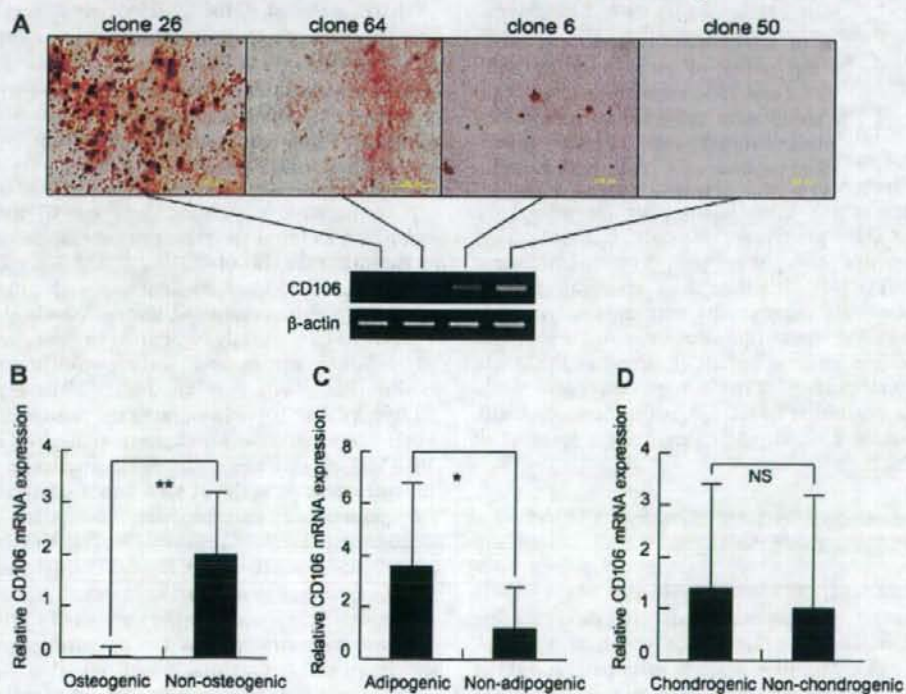 A
clone 26
clone 64
clone 6
clone 50
CD106
β-actin
B
Relative CD106 mRNA expression
4
3
2
1
0
**
Osteogenic
Non-osteogenic
C
Relative CD106 mRNA expression
8
6
4
2
0
*
Adipogenic
Non-adipogenic
D
Relative CD106 mRNA expression
4
3
2
1
0
NS
Chondrogenic
Non-chondrogenic